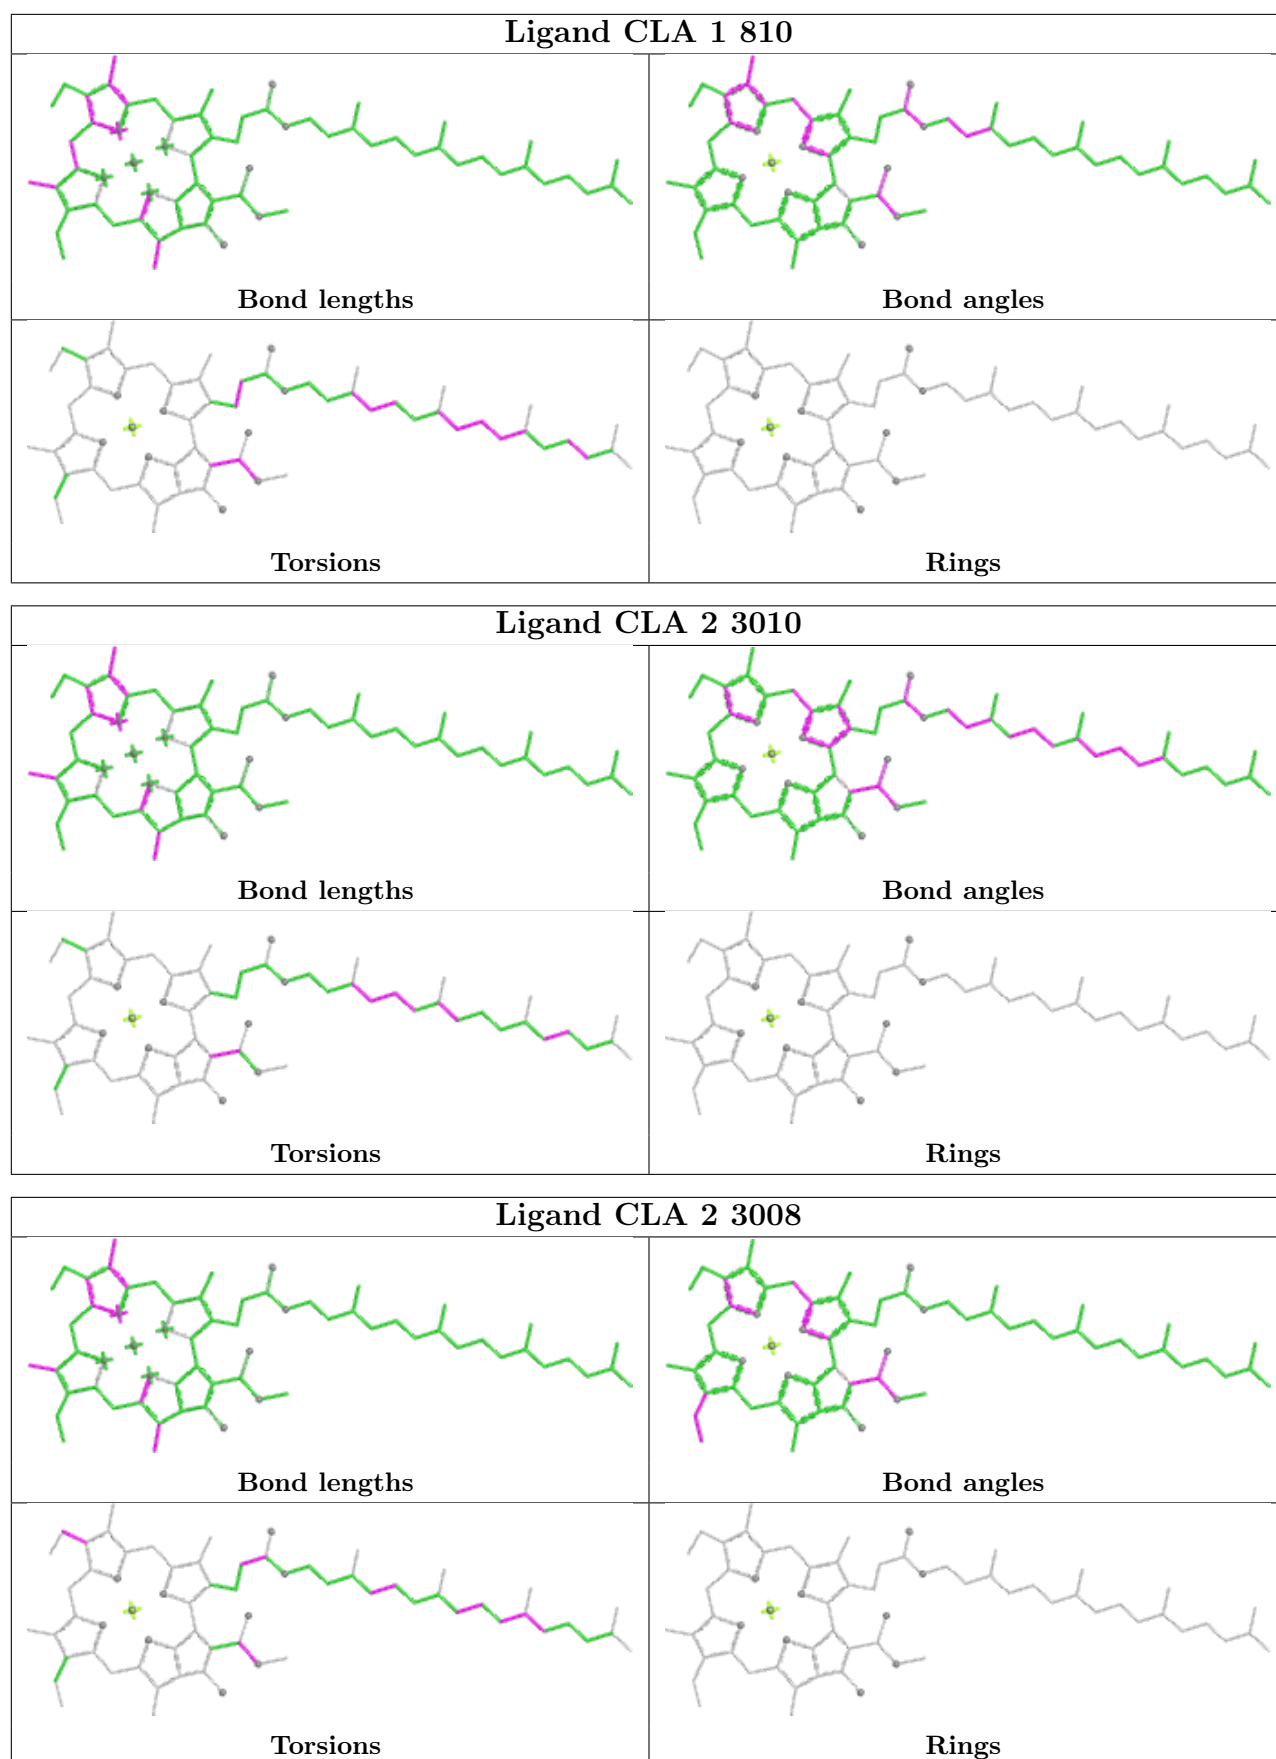 Ligand CLA 1 810
Bond lengths
Bond angles
Torsions
Rings
Ligand CLA 2 3010
Bond lengths
Bond angles
Torsions
Rings
Ligand CLA 2 3008
Bond lengths
Bond angles
Torsions
Rings